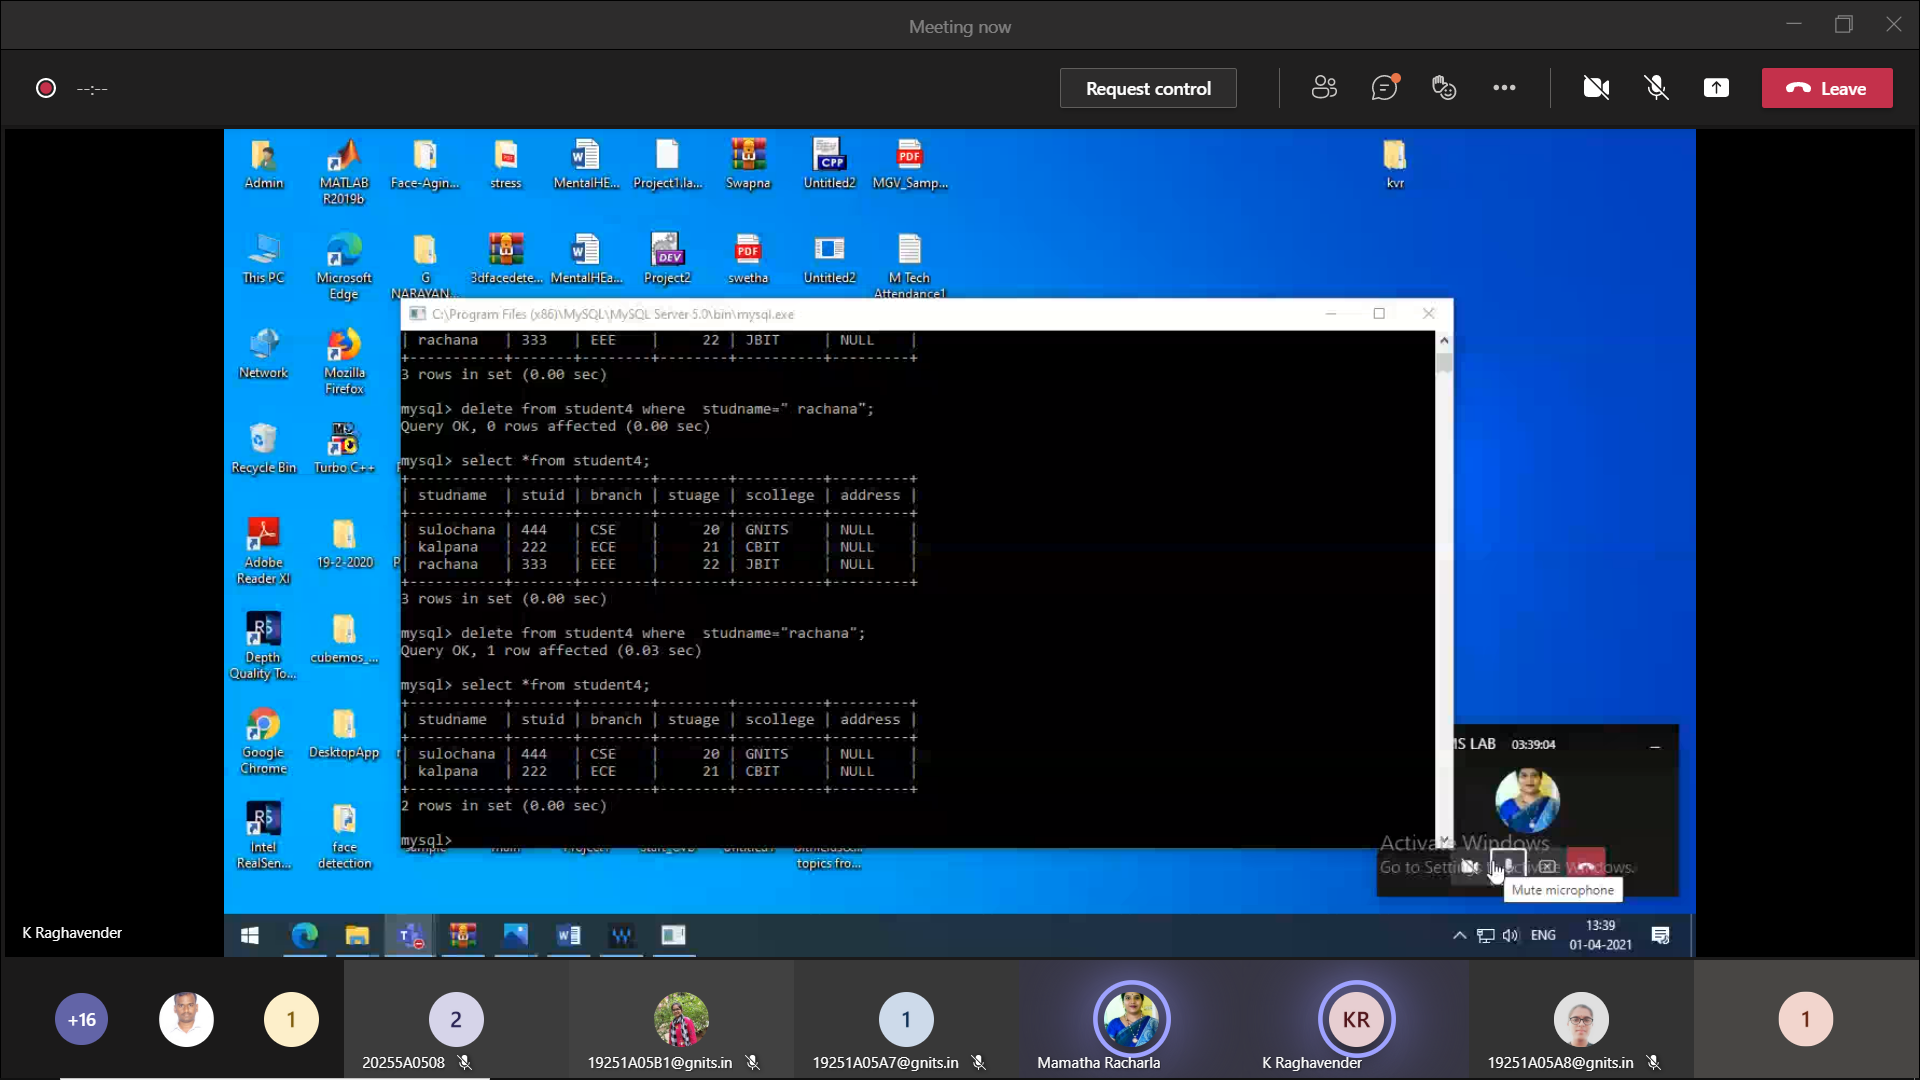 Meeting now
--:--
Request control
Leave
Admin
MATLAB R2019b
Face-Agin...
stress
MentalHE...
Project1.la...
Swapna
CPP
Untitled2
PDF
MGV_Samp...
kvr
This PC
Microsoft Edge
G NARAYAN...
3dfacedete...
MentalHEa...
DEV
Project2
PDF
swetha
Untitled2
M Tech Attendance1
Network
Mozilla Firefox
Recycle Bin
Turbo C++
Adobe Reader XI
19-2-2020
Depth Quality To...
cubemos_...
Google Chrome
DesktopApp
Intel RealSen...
face detection
topics fro...
C:\Program Files (x86)\MySQL\MySQL Server 5.0\bin\mysql.exe
| rachana   | 333   | EEE    |     22 | JBIT     | NULL    |
+-----------+-------+--------+--------+----------+---------+
3 rows in set (0.00 sec)
mysql> delete from student4 where  studname=" rachana";
Query OK, 0 rows affected (0.00 sec)
mysql> select *from student4;
+-----------+-------+--------+--------+----------+---------+
| studname  | stuid | branch | stuage | scollege | address |
+-----------+-------+--------+--------+----------+---------+
| sulochana | 444   | CSE    |     20 | GNITS    | NULL    |
| kalpana   | 222   | ECE    |     21 | CBIT     | NULL    |
| rachana   | 333   | EEE    |     22 | JBIT     | NULL    |
+-----------+-------+--------+--------+----------+---------+
3 rows in set (0.00 sec)
mysql> delete from student4 where  studname="rachana";
Query OK, 1 row affected (0.03 sec)
mysql> select *from student4;
+-----------+-------+--------+--------+----------+---------+
| studname  | stuid | branch | stuage | scollege | address |
+-----------+-------+--------+--------+----------+---------+
| sulochana | 444   | CSE    |     20 | GNITS    | NULL    |
| kalpana   | 222   | ECE    |     21 | CBIT     | NULL    |
+-----------+-------+--------+--------+----------+---------+
2 rows in set (0.00 sec)
mysql>
MS LAB 03:39:04
Activate Windows
Go to Settings
Windows.
Mute microphone
K Raghavender
ENG
13:39
01-04-2021
+16
1
2
20255A0508
19251A05B1@gnits.in
1
19251A05A7@gnits.in
Mamatha Racharla
KR
K Raghavender
19251A05A8@gnits.in
1